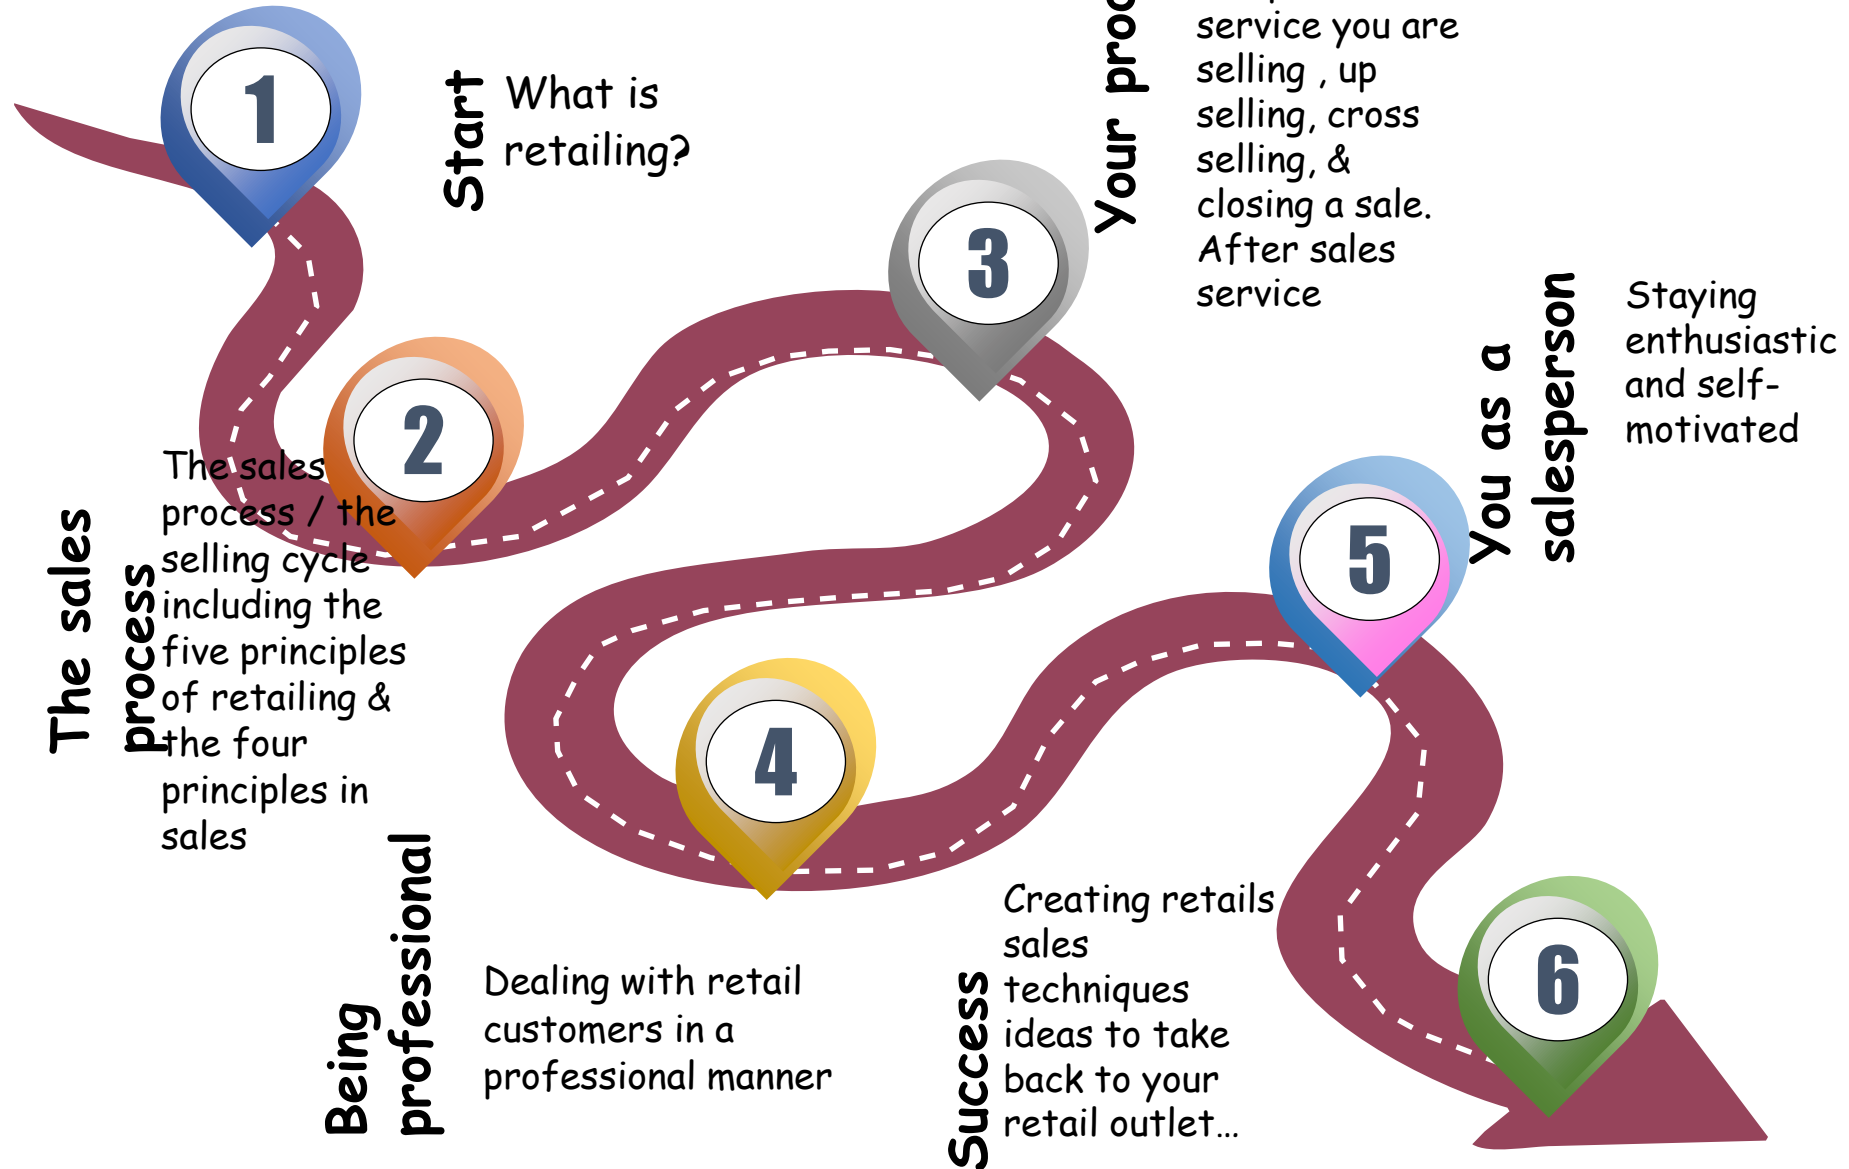 1
Start
What is
retailing?
2
The sales
process
The sales
process / the
selling cycle
including the
five principles
of retailing &
the four
principles in
sales
3
Your
service you are
selling , up
selling, cross
selling, &
closing a sale.
After sales
service
4
Being
professional
Dealing with retail
customers in a
professional manner
5
You as a
salesperson
Staying
enthusiastic
and self-
motivated
6
Success
Creating retails
sales
techniques
ideas to take
back to your
retail outlet...